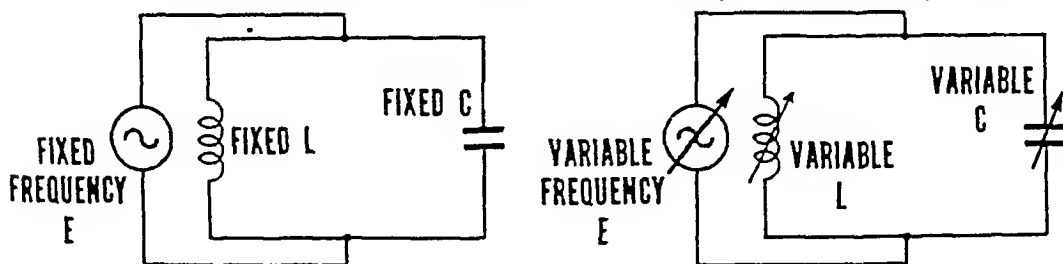 FIXED
FREQUENCY
E
FIXED L
FIXED C
VARIABLE
FREQUENCY
E
VARIABLE
L
VARIABLE
C